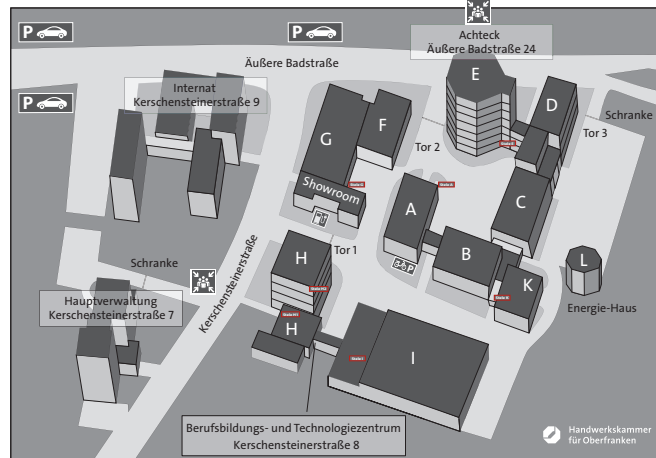 P
P
P
Achteck
Äußere Badstraße 24
Äußere Badstraße
Internat
Kerschensteinerstraße 9
E
D
Schranke
G
F
Tor 2
Tor 3
Showroom
A
C
Tor 1
P
H
B
L
K
Schranke
Kerschensteinerstraße
Energie-Haus
Hauptverwaltung
Kerschensteinerstraße 7
H
I
Berufsbildungs- und Technologiezentrum
Kerschensteinerstraße 8
Handwerkskammer
für Oberfranken